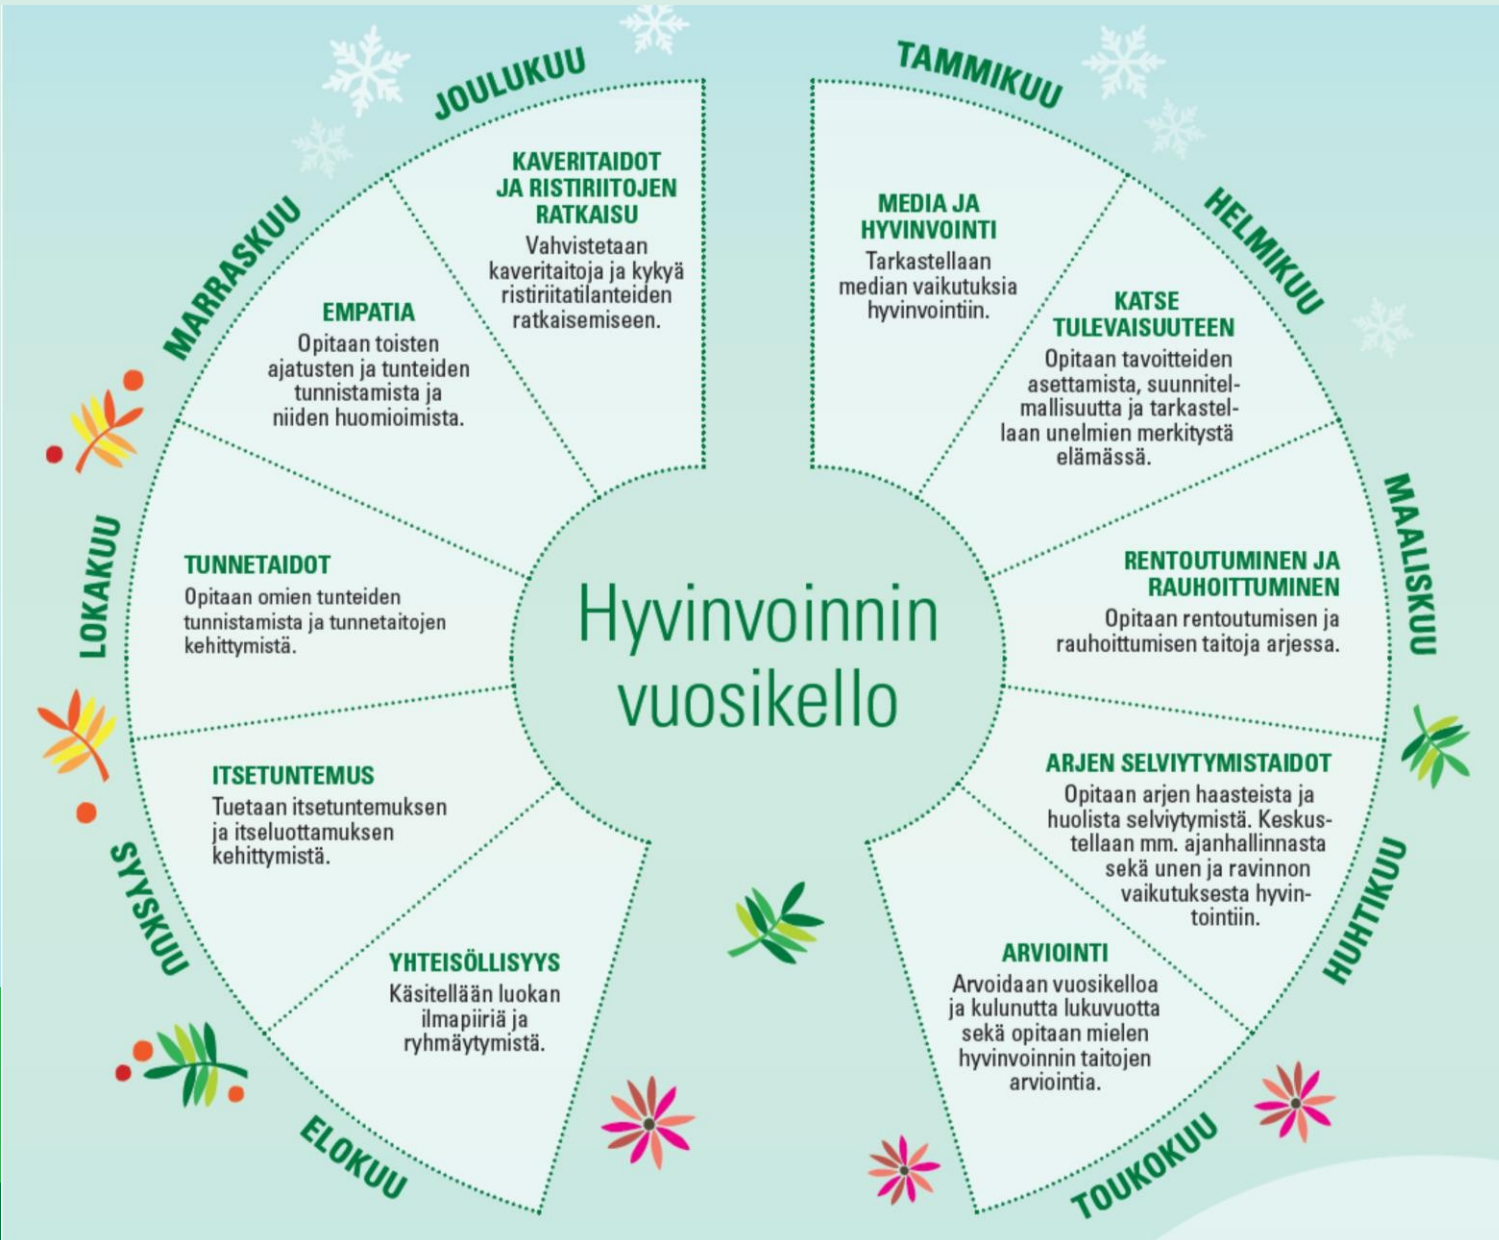 Hyvinvoinnin
vuosikello
TAMMIKUU
MEDIA JA
HYVINVOINTI
Tarkastellaan
median vaikutuksia
hyvinvointiin.
HELMIKUU
KATSE
TULEVAISUUTEEN
Opitaan tavoitteiden
asettamista, suunnitel-
mallisuutta ja tarkastel-
laan unelmien merkitystä
elämässä.
MAALISKUU
RENTOUTUMINEN JA
RAUHOITTUMINEN
Opitaan rentoutumisen ja
rauhoittumisen taitoja arjessa.
HUHTIKUU
ARJEN SELVIYTYMISTAIDOT
Opitaan arjen haasteista ja
huolista selviytymistä. Keskus-
tellaan mm. ajanhallinnasta
sekä unen ja ravinnon
vaikutuksesta hyvin-
tointiin.
TOUKOKUU
ARVIOINTI
Arvoidaan vuosikelloa
ja kulunutta lukuvuotta
sekä opitaan mielen
hyvinvoinnin taitojen
arviointia.
ELOKUU
YHTEISÖLLISYYS
Käsitellään luokan
ilmapiiriä ja
ryhmäytymistä.
SYYSKUU
ITSETUNTEMUS
Tuetaan itsetuntemuksen
ja itseluottamuksen
kehittymistä.
LOKAKUU
TUNNETAIDOT
Opitaan omien tunteiden
tunnistamista ja tunnetaitojen
kehittymistä.
MARRASKUU
EMPATIA
Opitaan toisten
ajatusten ja tunteiden
tunnistamista ja
niiden huomioimista.
JOULUKUU
KAVERITAIDOT
JA RISTIRIITOJEN
RATKAISU
Vahvistetaan
kaveritaitoja ja kykyä
ristiriitatilanteiden
ratkaisemiseen.